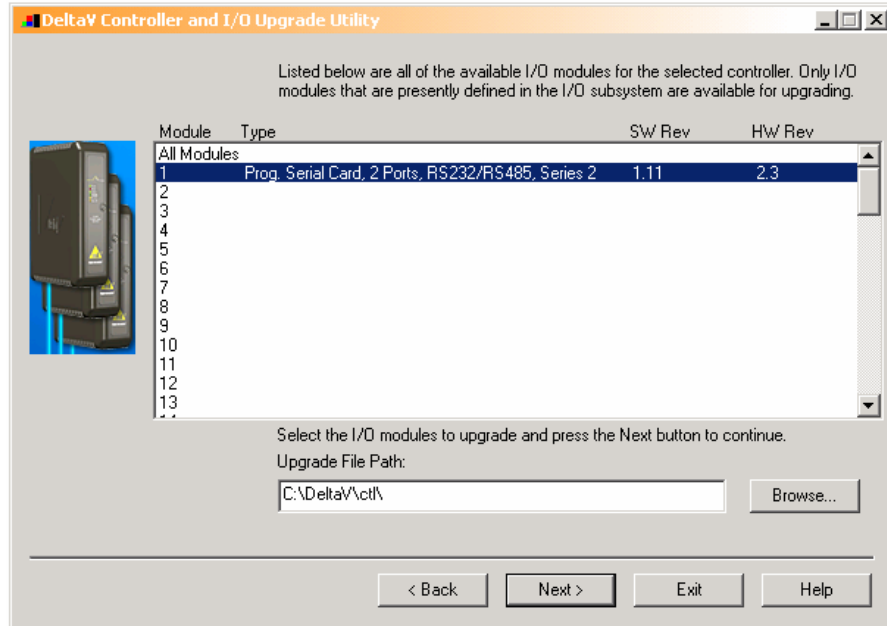 DeltaV Controller and I/O Upgrade Utility
Listed below are all of the available I/O modules for the selected controller. Only I/O
modules that are presently defined in the I/O subsystem are available for upgrading.
Module Type SW Rev HW Rev
All Modules
1 Prog. Serial Card, 2 Ports, RS232/RS485, Series 2 1.11 2.3
2
3
4
5
6
7
8
9
10
11
12
13
Select the I/O modules to upgrade and press the Next button to continue.
Upgrade File Path:
C:\DeltaV\ctl\ Browse...
< Back Next > Exit Help